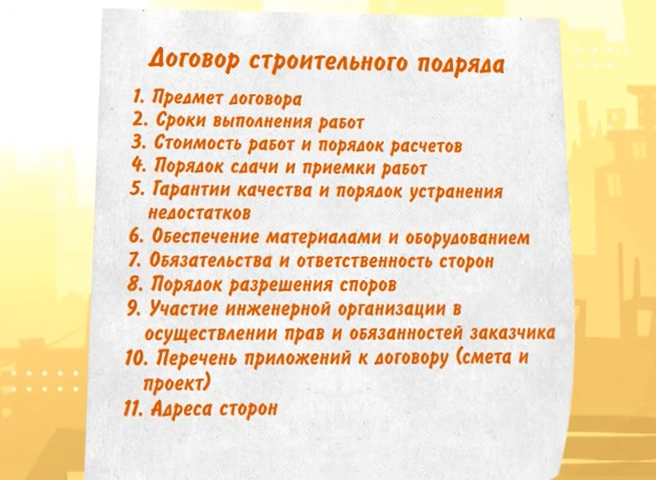 Договор строительного подряда
1. Предмет договора
2. Сроки выполнения работ
3. Стоимость работ и порядок расчетов
4. Порядок сдачи и приемки работ
5. Гарантии качества и порядок устранения
недостатков
6. Обеспечение материалами и оборудованием
7. Обязательства и ответственность сторон
8. Порядок разрешения споров
9. Участие инженерной организации в
осуществлении прав и обязанностей заказчика
10. Перечень приложений к договору (смета и
проект)
11. Адреса сторон